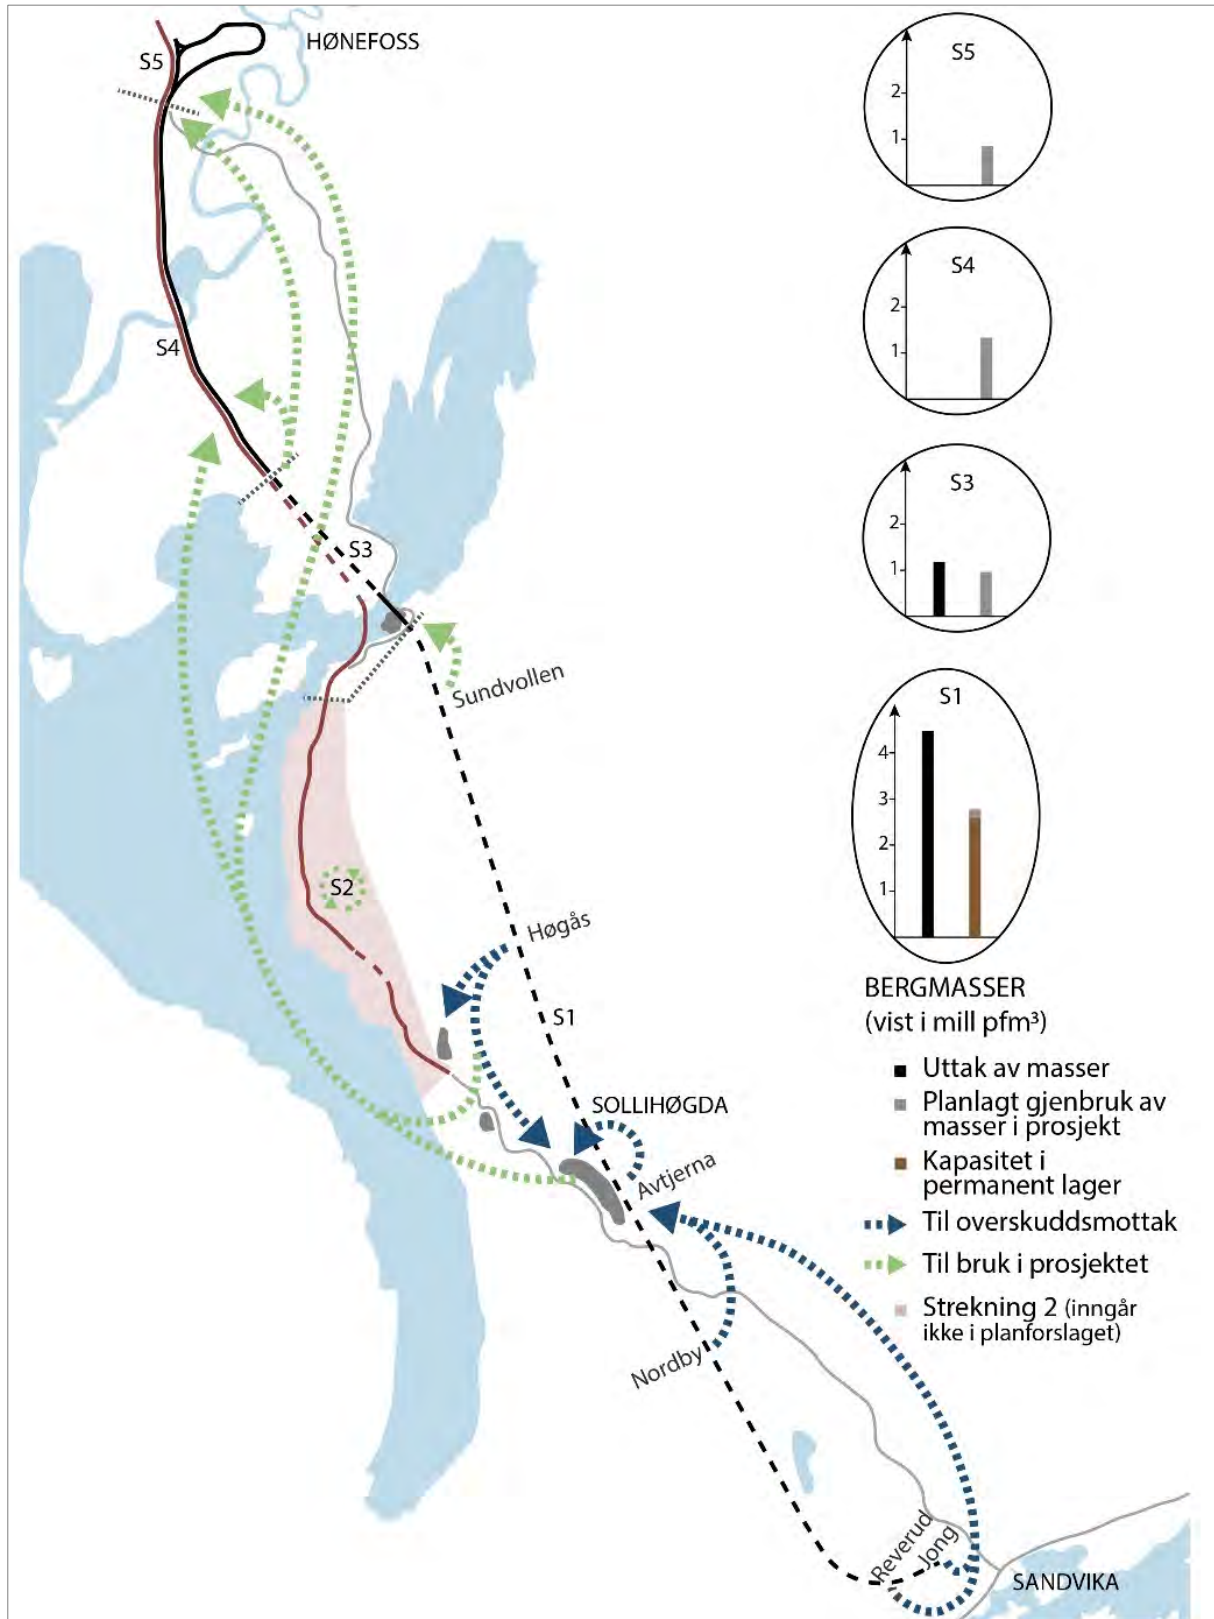 HØNEFOSS
S5
S4
S3
Sundvollen
S2
Høgås
S1
SOLLIHØGDA
Avtjerna
Nordby
Reverud
Jong
SANDVIKA
S5
2
1
S4
2
1
S3
2
1
S1
4
3
2
1
BERGMASSER
(vist i mill pfm³)
Uttak av masser
Planlagt gjenbruk av
masser i prosjekt
Kapasitet i
permanent lager
Til overskuddsmottak
Til bruk i prosjektet
Strekning 2 (inngår
ikke i planforslaget)